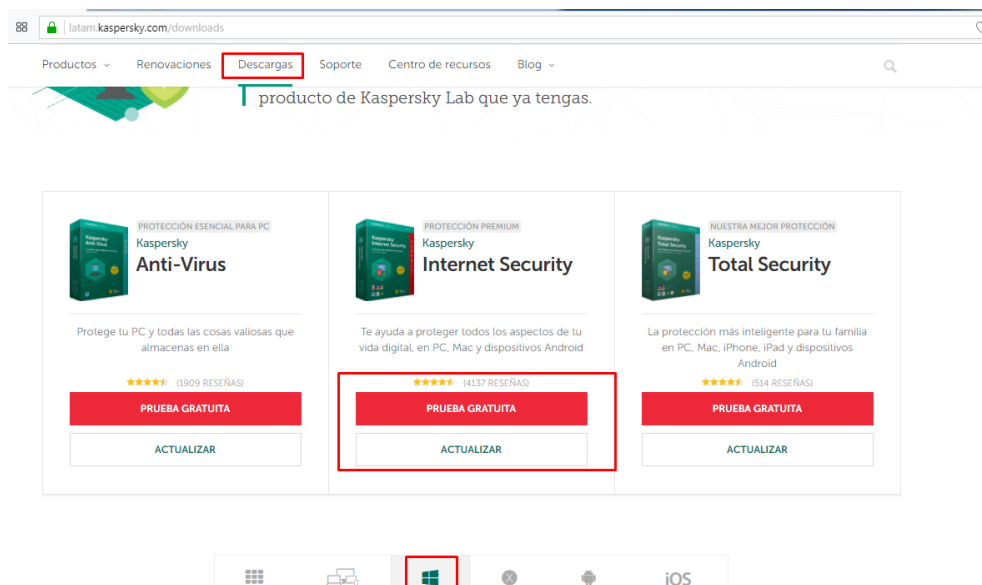 latam.kaspersky.com/downloads
Productos Renovaciones Descargas Soporte Centro de recursos Blog
producto de Kaspersky Lab que ya tengas.
PROTECCIÓN ESENCIAL PARA PC
Kaspersky
Anti-Virus
Protege tu PC y todas las cosas valiosas que
almacenas en ella
(1909 RESEÑAS)
PRUEBA GRATUITA
ACTUALIZAR
PROTECCIÓN PREMIUM
Kaspersky
Internet Security
Te ayuda a proteger todos los aspectos de tu
vida digital, en PC, Mac y dispositivos Android
(4137 RESEÑAS)
PRUEBA GRATUITA
ACTUALIZAR
NUESTRA MEJOR PROTECCIÓN
Kaspersky
Total Security
La protección más inteligente para tu familia
en PC, Mac, iPhone, iPad y dispositivos
Android
(514 RESEÑAS)
PRUEBA GRATUITA
ACTUALIZAR
iOS